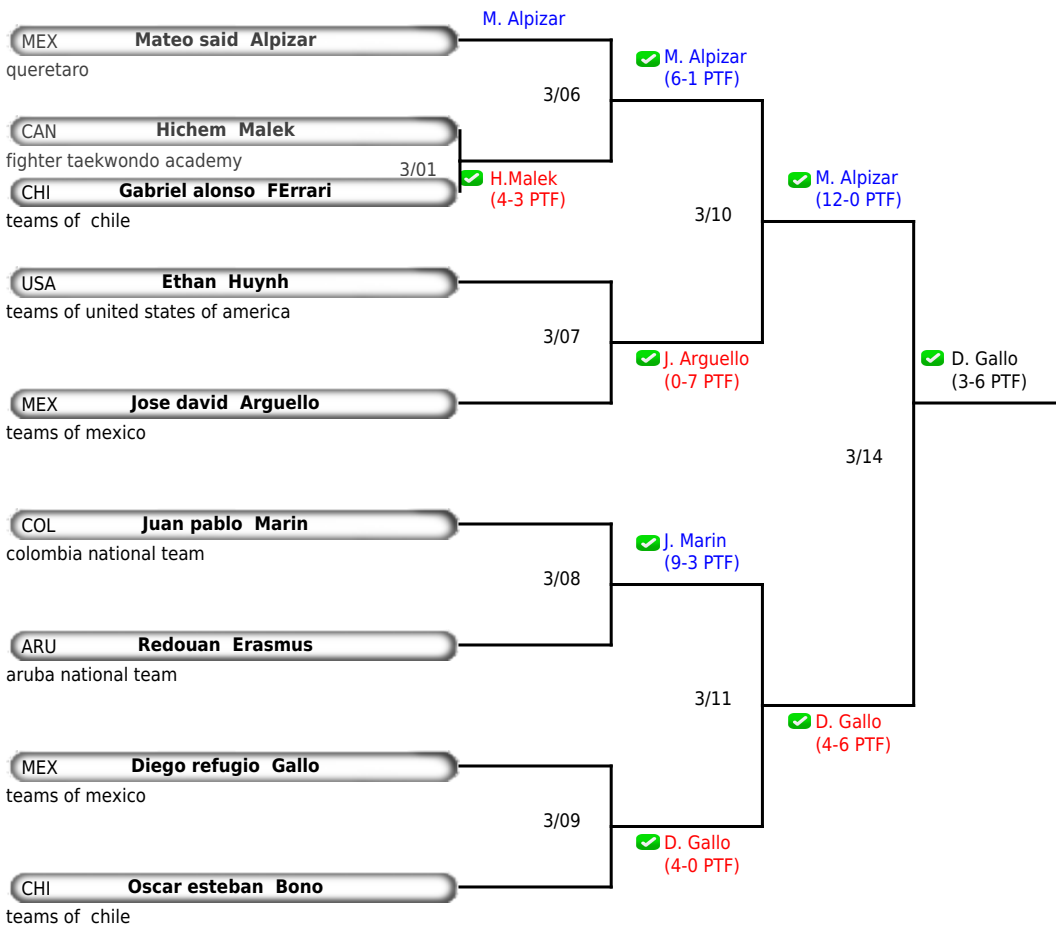 M. Alpizar
MEX Mateo said Alpizar
queretaro
M. Alpizar
(6-1 PTF)
3/06
CAN Hichem Malek
fighter taekwondo academy
3/01
H.Malek
(4-3 PTF)
CHI Gabriel alonso FErrari
teams of chile
M. Alpizar
(12-0 PTF)
3/10
USA Ethan Huynh
teams of united states of america
3/07
J. Arguello
(0-7 PTF)
D. Gallo
(3-6 PTF)
MEX Jose david Arguello
teams of mexico
3/14
COL Juan pablo Marin
colombia national team
J. Marin
(9-3 PTF)
3/08
ARU Redouan Erasmus
aruba national team
3/11
D. Gallo
(4-6 PTF)
MEX Diego refugio Gallo
teams of mexico
3/09
D. Gallo
(4-0 PTF)
CHI Oscar esteban Bono
teams of chile